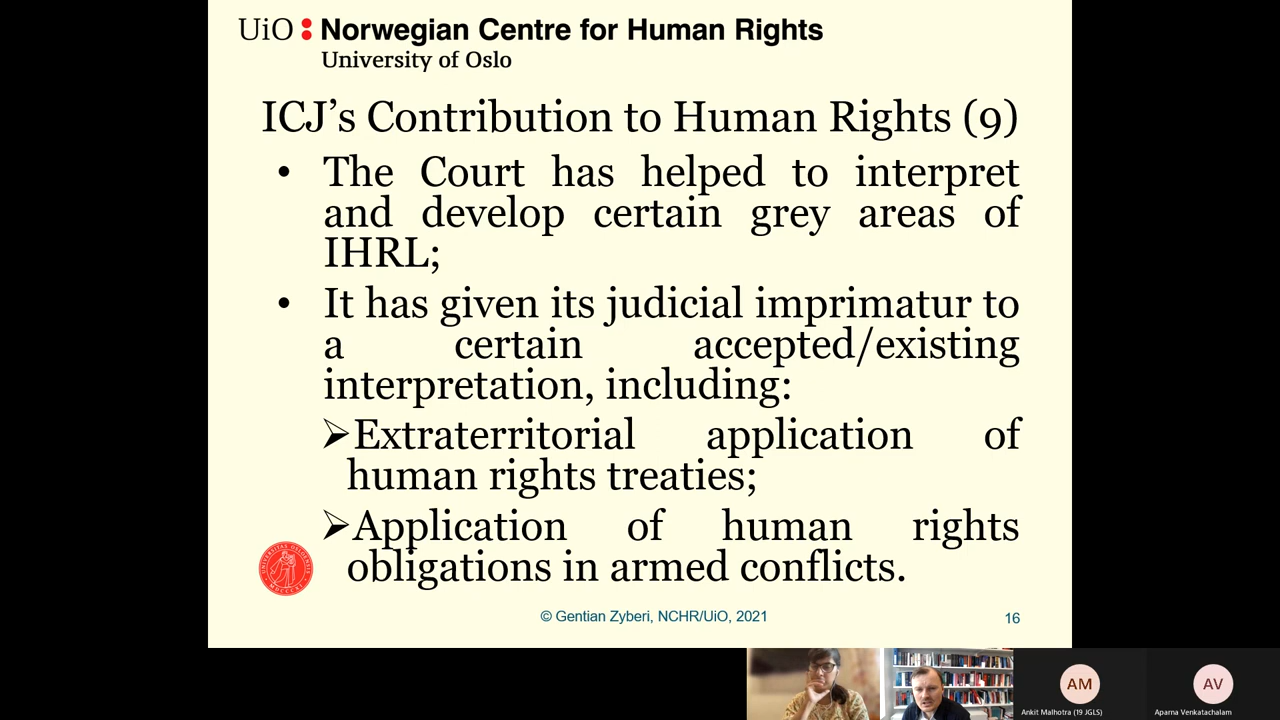 UiO : Norwegian Centre for Human Rights
University of Oslo
ICJ's Contribution to Human Rights (9)
• The Court has helped to interpret
and develop certain grey areas of
IHRL;
• It has given its judicial imprimatur to
a certain accepted/existing
interpretation, including:
➢Extraterritorial application of
human rights treaties;
➢Application of human rights
obligations in armed conflicts.
© Gentian Zyberi, NCHR/UiO, 2021
16
AM
AV
Ankit Malhotra (19 JGLS)
Aparna Venkatachalam